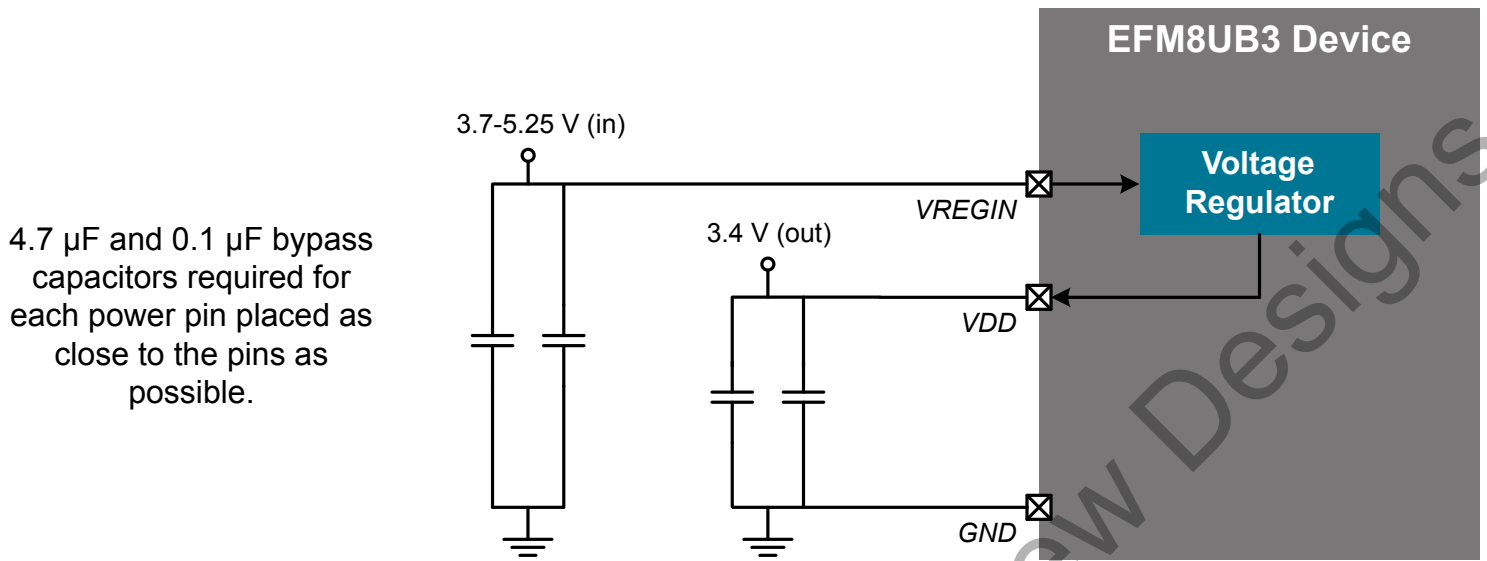 EFM8UB3 Device
3.7-5.25 V (in)
Voltage
Regulator
VREGIN
4.7 µF and 0.1 µF bypass
capacitors required for
each power pin placed as
close to the pins as
possible.
3.4 V (out)
VDD
GND
Designs